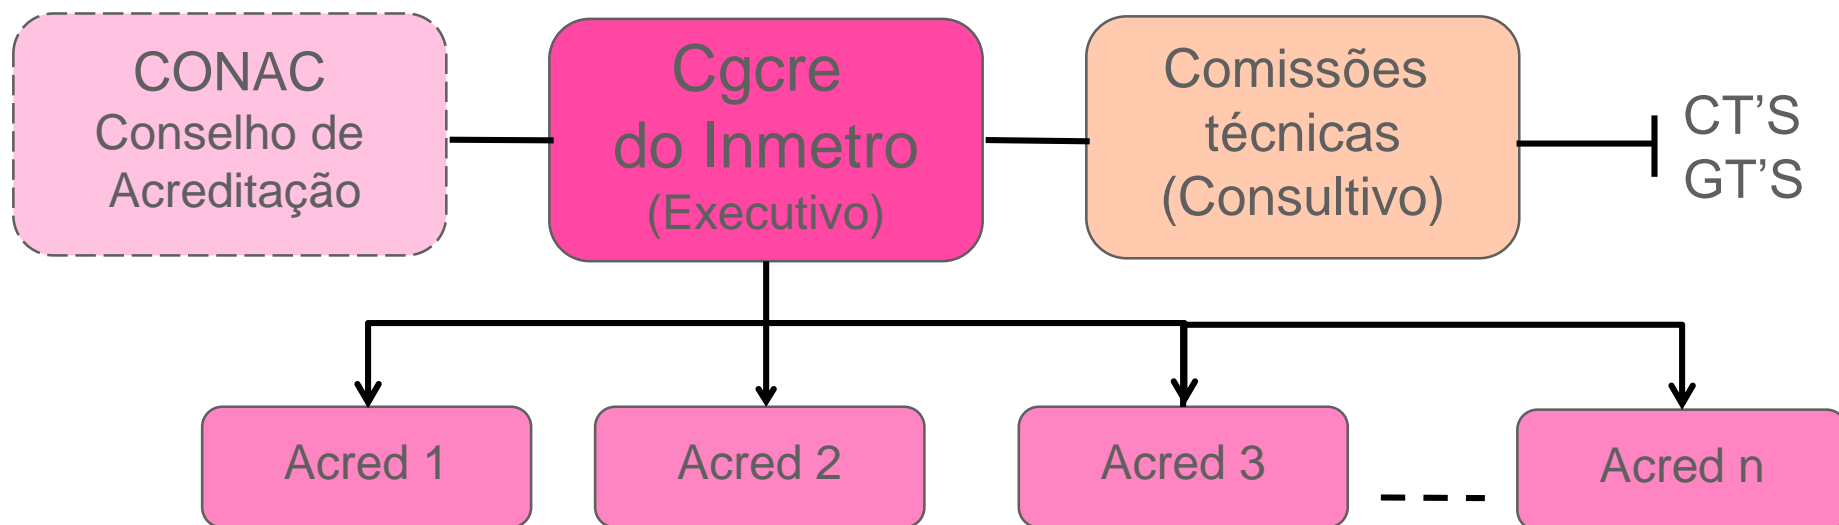 CONAC
Conselho de
Acreditação
Cgcre
do Inmetro
(Executivo)
Comissões
técnicas
(Consultivo)
CT’S
GT’S
Acred 1
Acred 2
Acred 3
Acred n